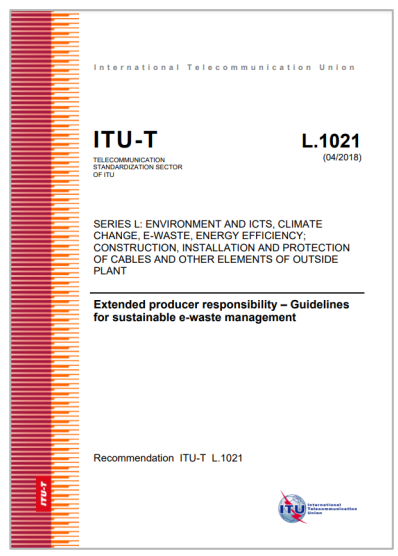 International Telecommunication Union
ITU-T
L.1021
TELECOMMUNICATION
STANDARDIZATION SECTOR
OF ITU
(04/2018)
SERIES L: ENVIRONMENT AND ICTS, CLIMATE
CHANGE, E-WASTE, ENERGY EFFICIENCY;
CONSTRUCTION, INSTALLATION AND PROTECTION
OF CABLES AND OTHER ELEMENTS OF OUTSIDE
PLANT
Extended producer responsibility – Guidelines
for sustainable e-waste management
Recommendation ITU-T L.1021
ITU-T
ITU
International
Telecommunication
Union